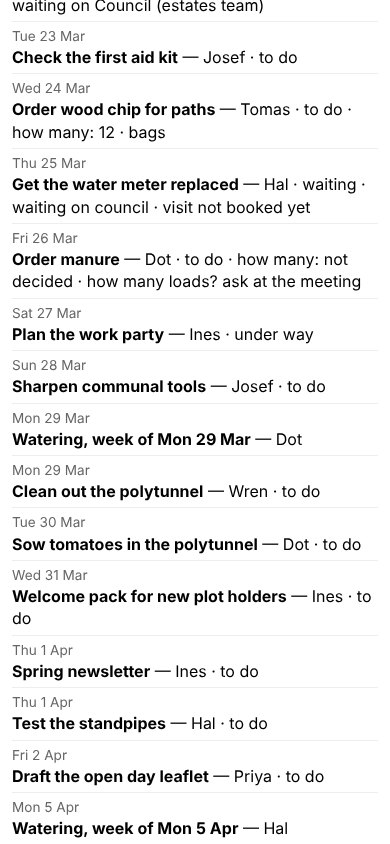 waiting on Council (estates team)
Tue 23 Mar
Check the first aid kit — Josef · to do
Wed 24 Mar
Order wood chip for paths — Tomas · to do ·
how many: 12 · bags
Thu 25 Mar
Get the water meter replaced — Hal · waiting ·
waiting on council · visit not booked yet
Fri 26 Mar
Order manure — Dot · to do · how many: not
decided · how many loads? ask at the meeting
Sat 27 Mar
Plan the work party — Ines · under way
Sun 28 Mar
Sharpen communal tools — Josef · to do
Mon 29 Mar
Watering, week of Mon 29 Mar — Dot
Mon 29 Mar
Clean out the polytunnel — Wren · to do
Tue 30 Mar
Sow tomatoes in the polytunnel — Dot · to do
Wed 31 Mar
Welcome pack for new plot holders — Ines · to
do
Thu 1 Apr
Spring newsletter — Ines · to do
Thu 1 Apr
Test the standpipes — Hal · to do
Fri 2 Apr
Draft the open day leaflet — Priya · to do
Mon 5 Apr
Watering, week of Mon 5 Apr — Hal